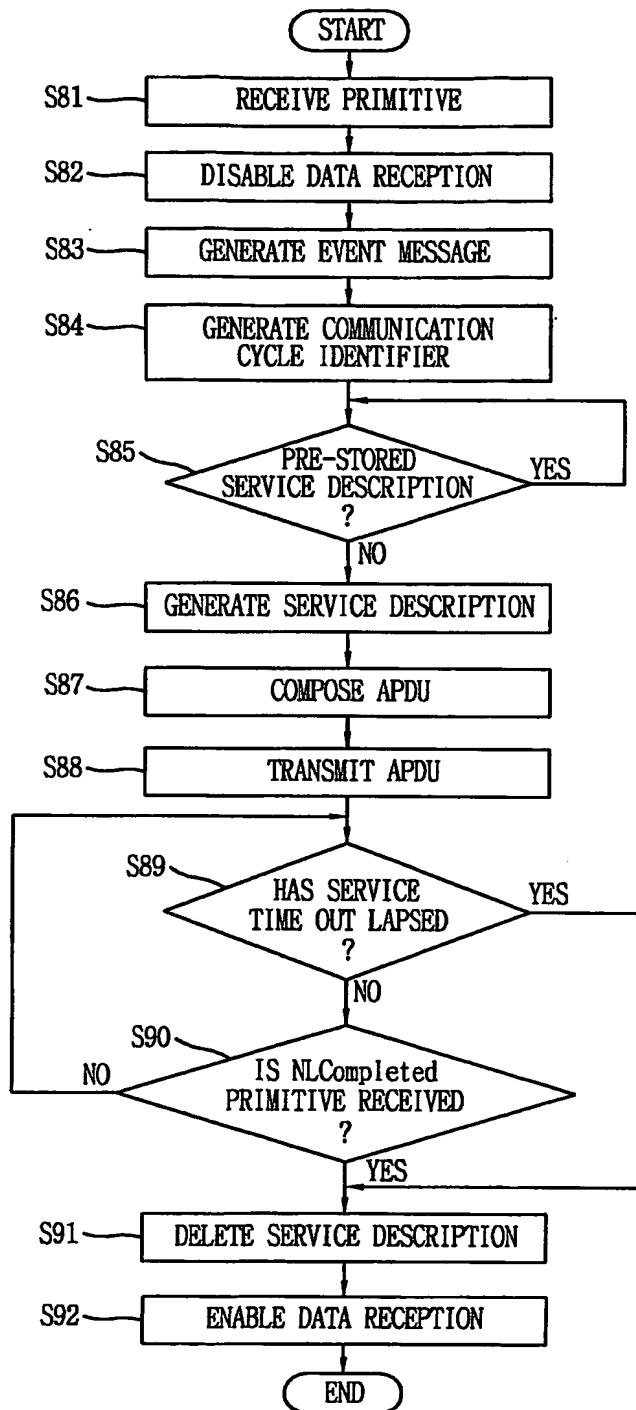 START
S81
RECEIVE PRIMITIVE
S82
DISABLE DATA RECEPTION
S83
GENERATE EVENT MESSAGE
S84
GENERATE COMMUNICATION
CYCLE IDENTIFIER
S85
PRE-STORED
SERVICE DESCRIPTION
?
YES
NO
S86
GENERATE SERVICE DESCRIPTION
S87
COMPOSE APDU
S88
TRANSMIT APDU
S89
HAS SERVICE
TIME OUT LAPSED
?
YES
NO
S90
IS NLCompleted
PRIMITIVE RECEIVED
?
NO
YES
S91
DELETE SERVICE DESCRIPTION
S92
ENABLE DATA RECEPTION
END